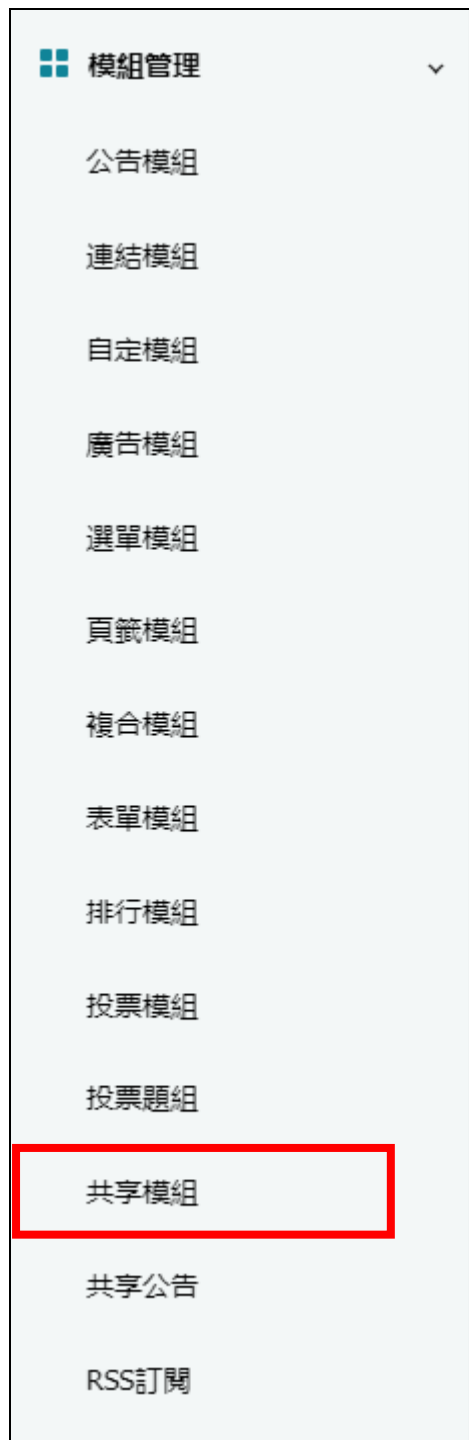 模組管理
公告模組
連結模組
自定模組
廣告模組
選單模組
頁籤模組
複合模組
表單模組
排行模組
投票模組
投票題組
共享模組
共享公告
RSS訂閱